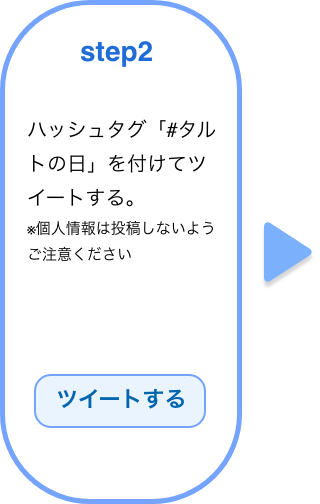 step2
ハッシュタグ「#タル
トの日」を付けてツ
イートする。
※個人情報は投稿しないよう
ご注意ください
ツイートする